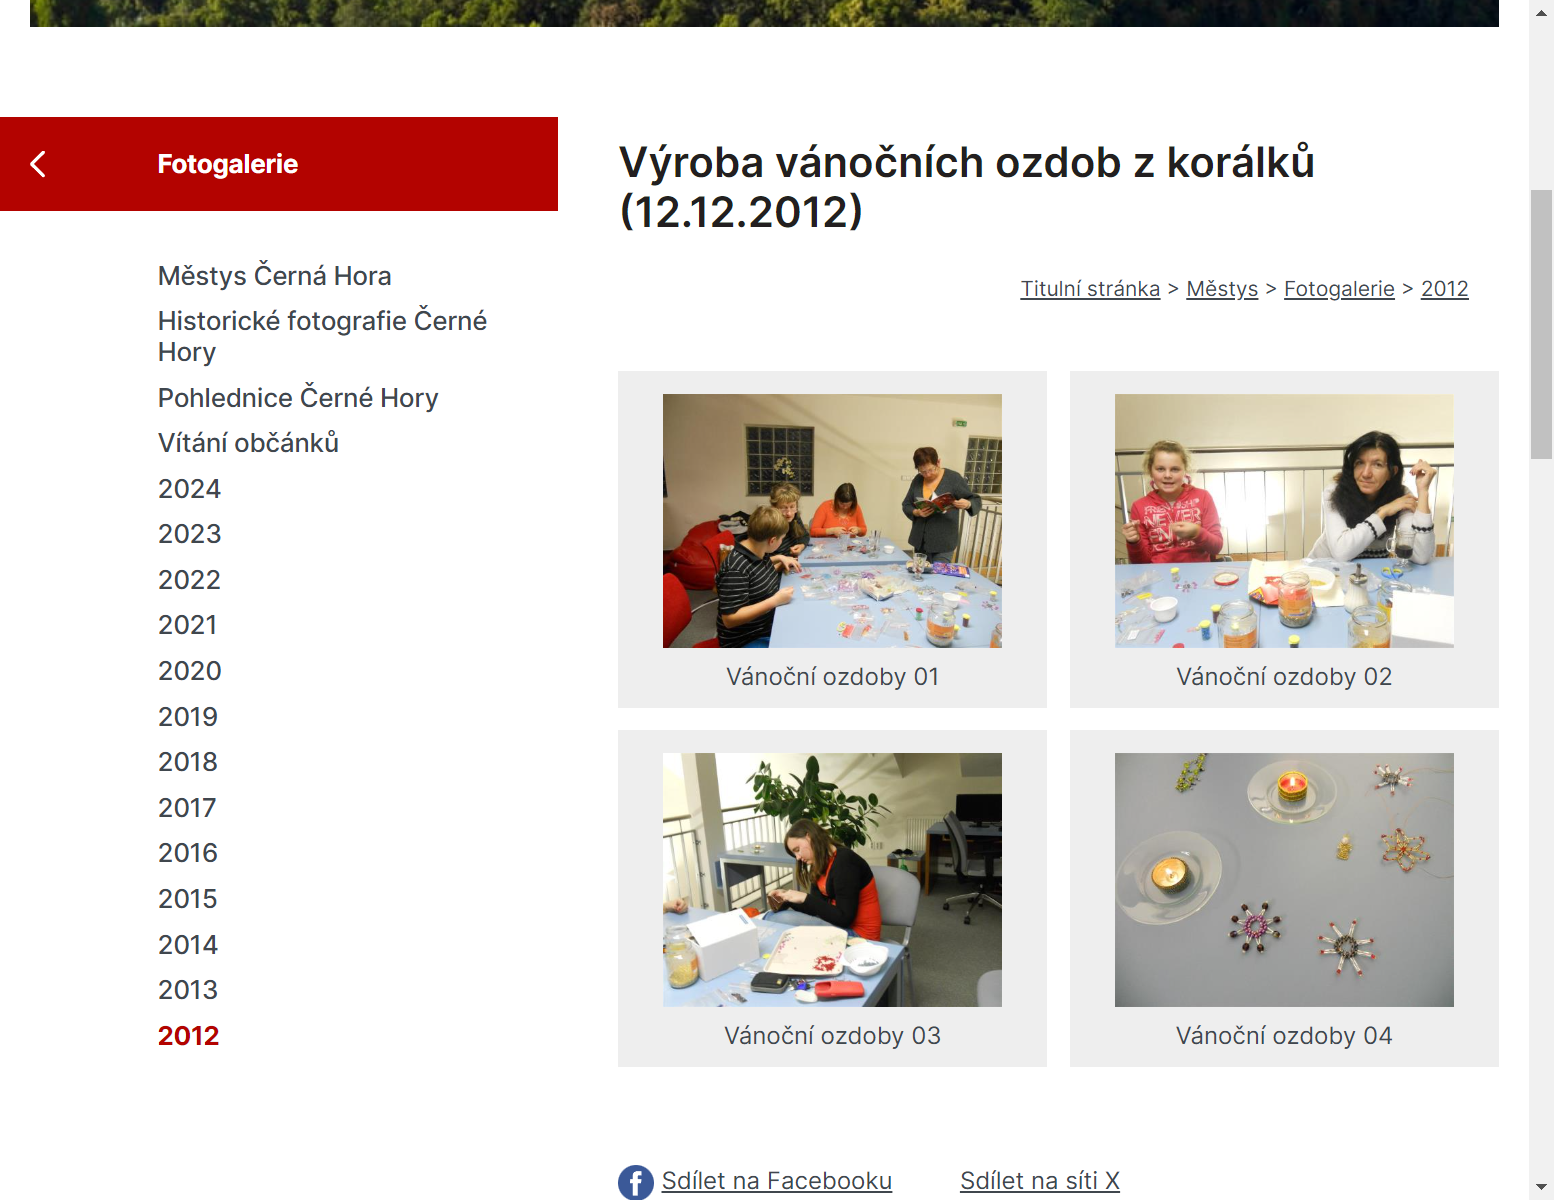 Fotogalerie
Městys Černá Hora
Historické fotografie Černé
Hory
Pohlednice Černé Hory
Vítání občánků
2024
2023
2022
2021
2020
2019
2018
2017
2016
2015
2014
2013
2012
Výroba vánočních ozdob z korálků
(12.12.2012)
Titulní stránka > Městys > Fotogalerie > 2012
Vánoční ozdoby 01
NEVER
Vánoční ozdoby 02
Vánoční ozdoby 03
Vánoční ozdoby 04
Sdílet na Facebooku
Sdílet na síti X